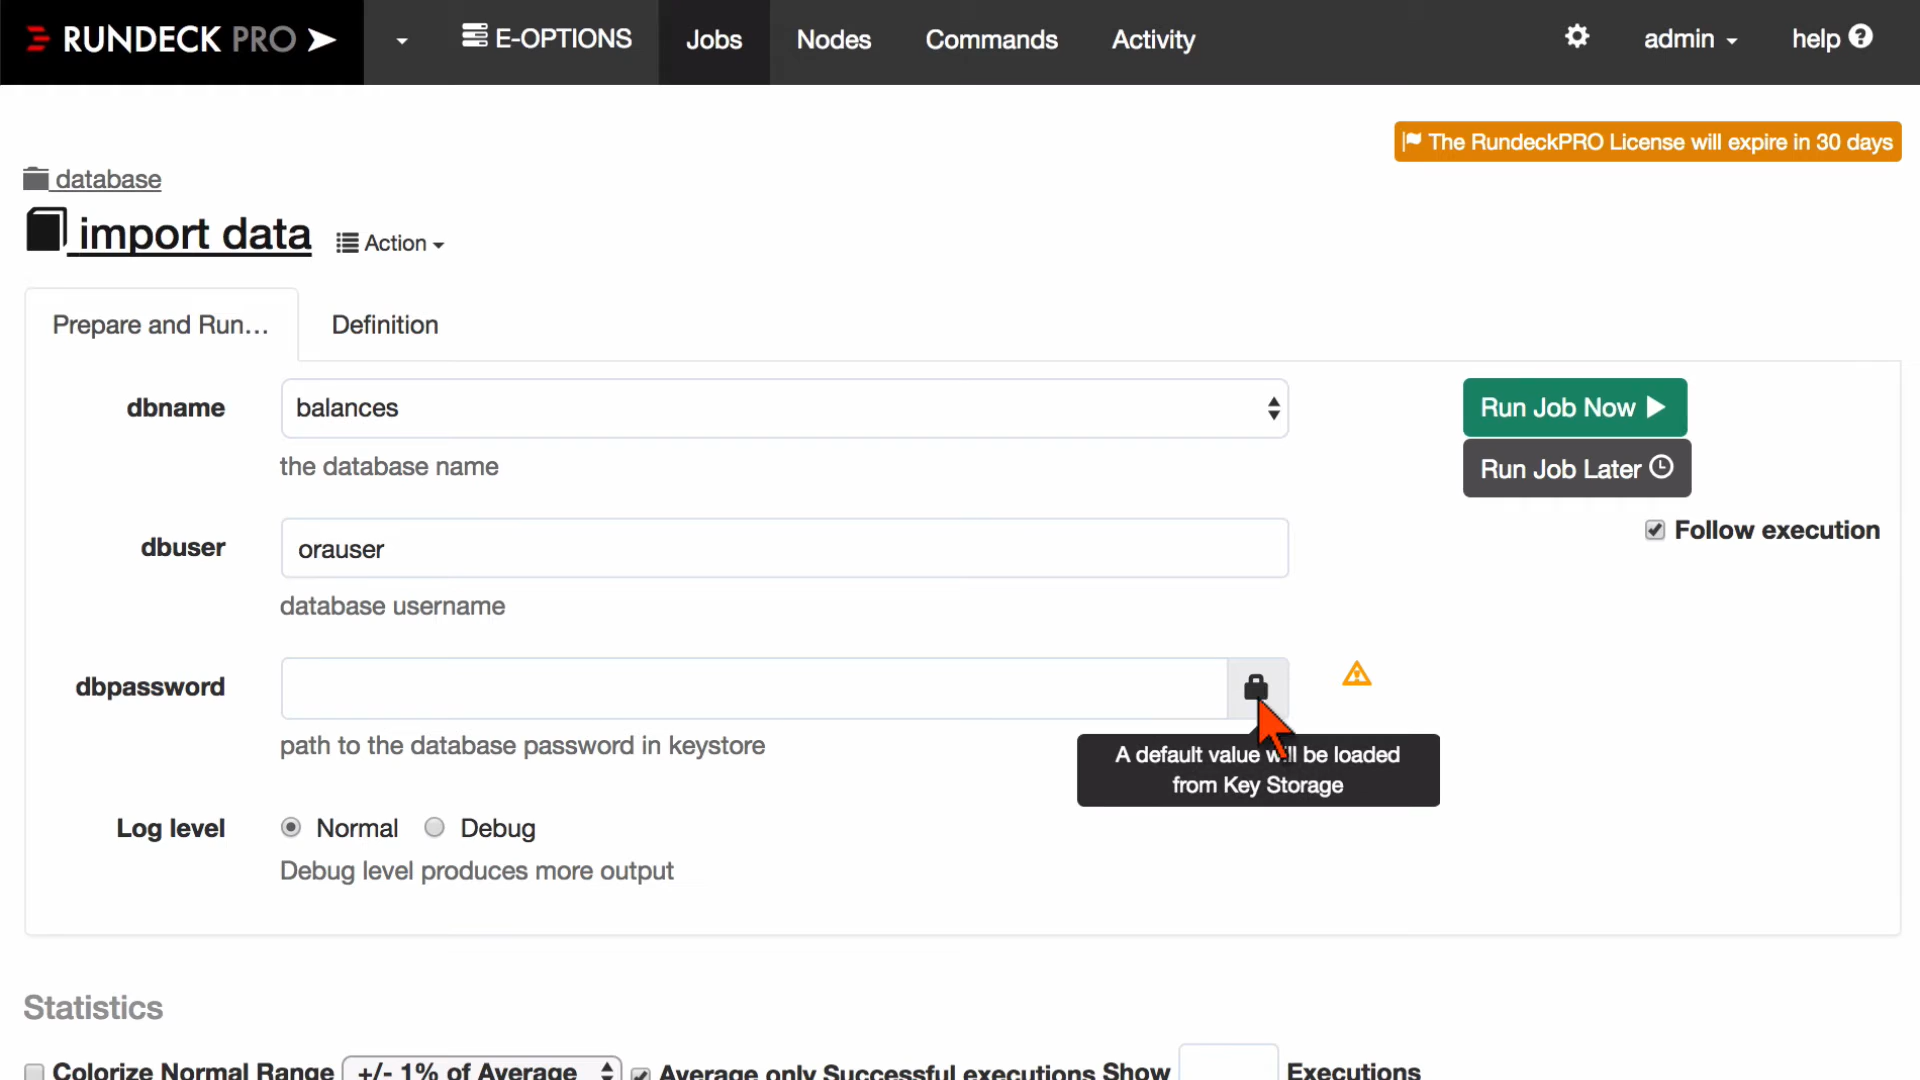 RUNDECK PRO
E-OPTIONS
Jobs
Nodes
Commands
Activity
admin
help
The RundeckPRO License will expire in 30 days
database
import data
Action
Prepare and Run…
Definition
dbname
balances
Run Job Now
the database name
Run Job Later
dbuser
orauser
Follow execution
database username
dbpassword
path to the database password in keystore
A default value will be loaded
from Key Storage
Log level
Normal
Debug
Debug level produces more output
Statistics
Colorize Normal Range
+/- 1% of Average
Average only Successful executions Show
Executions